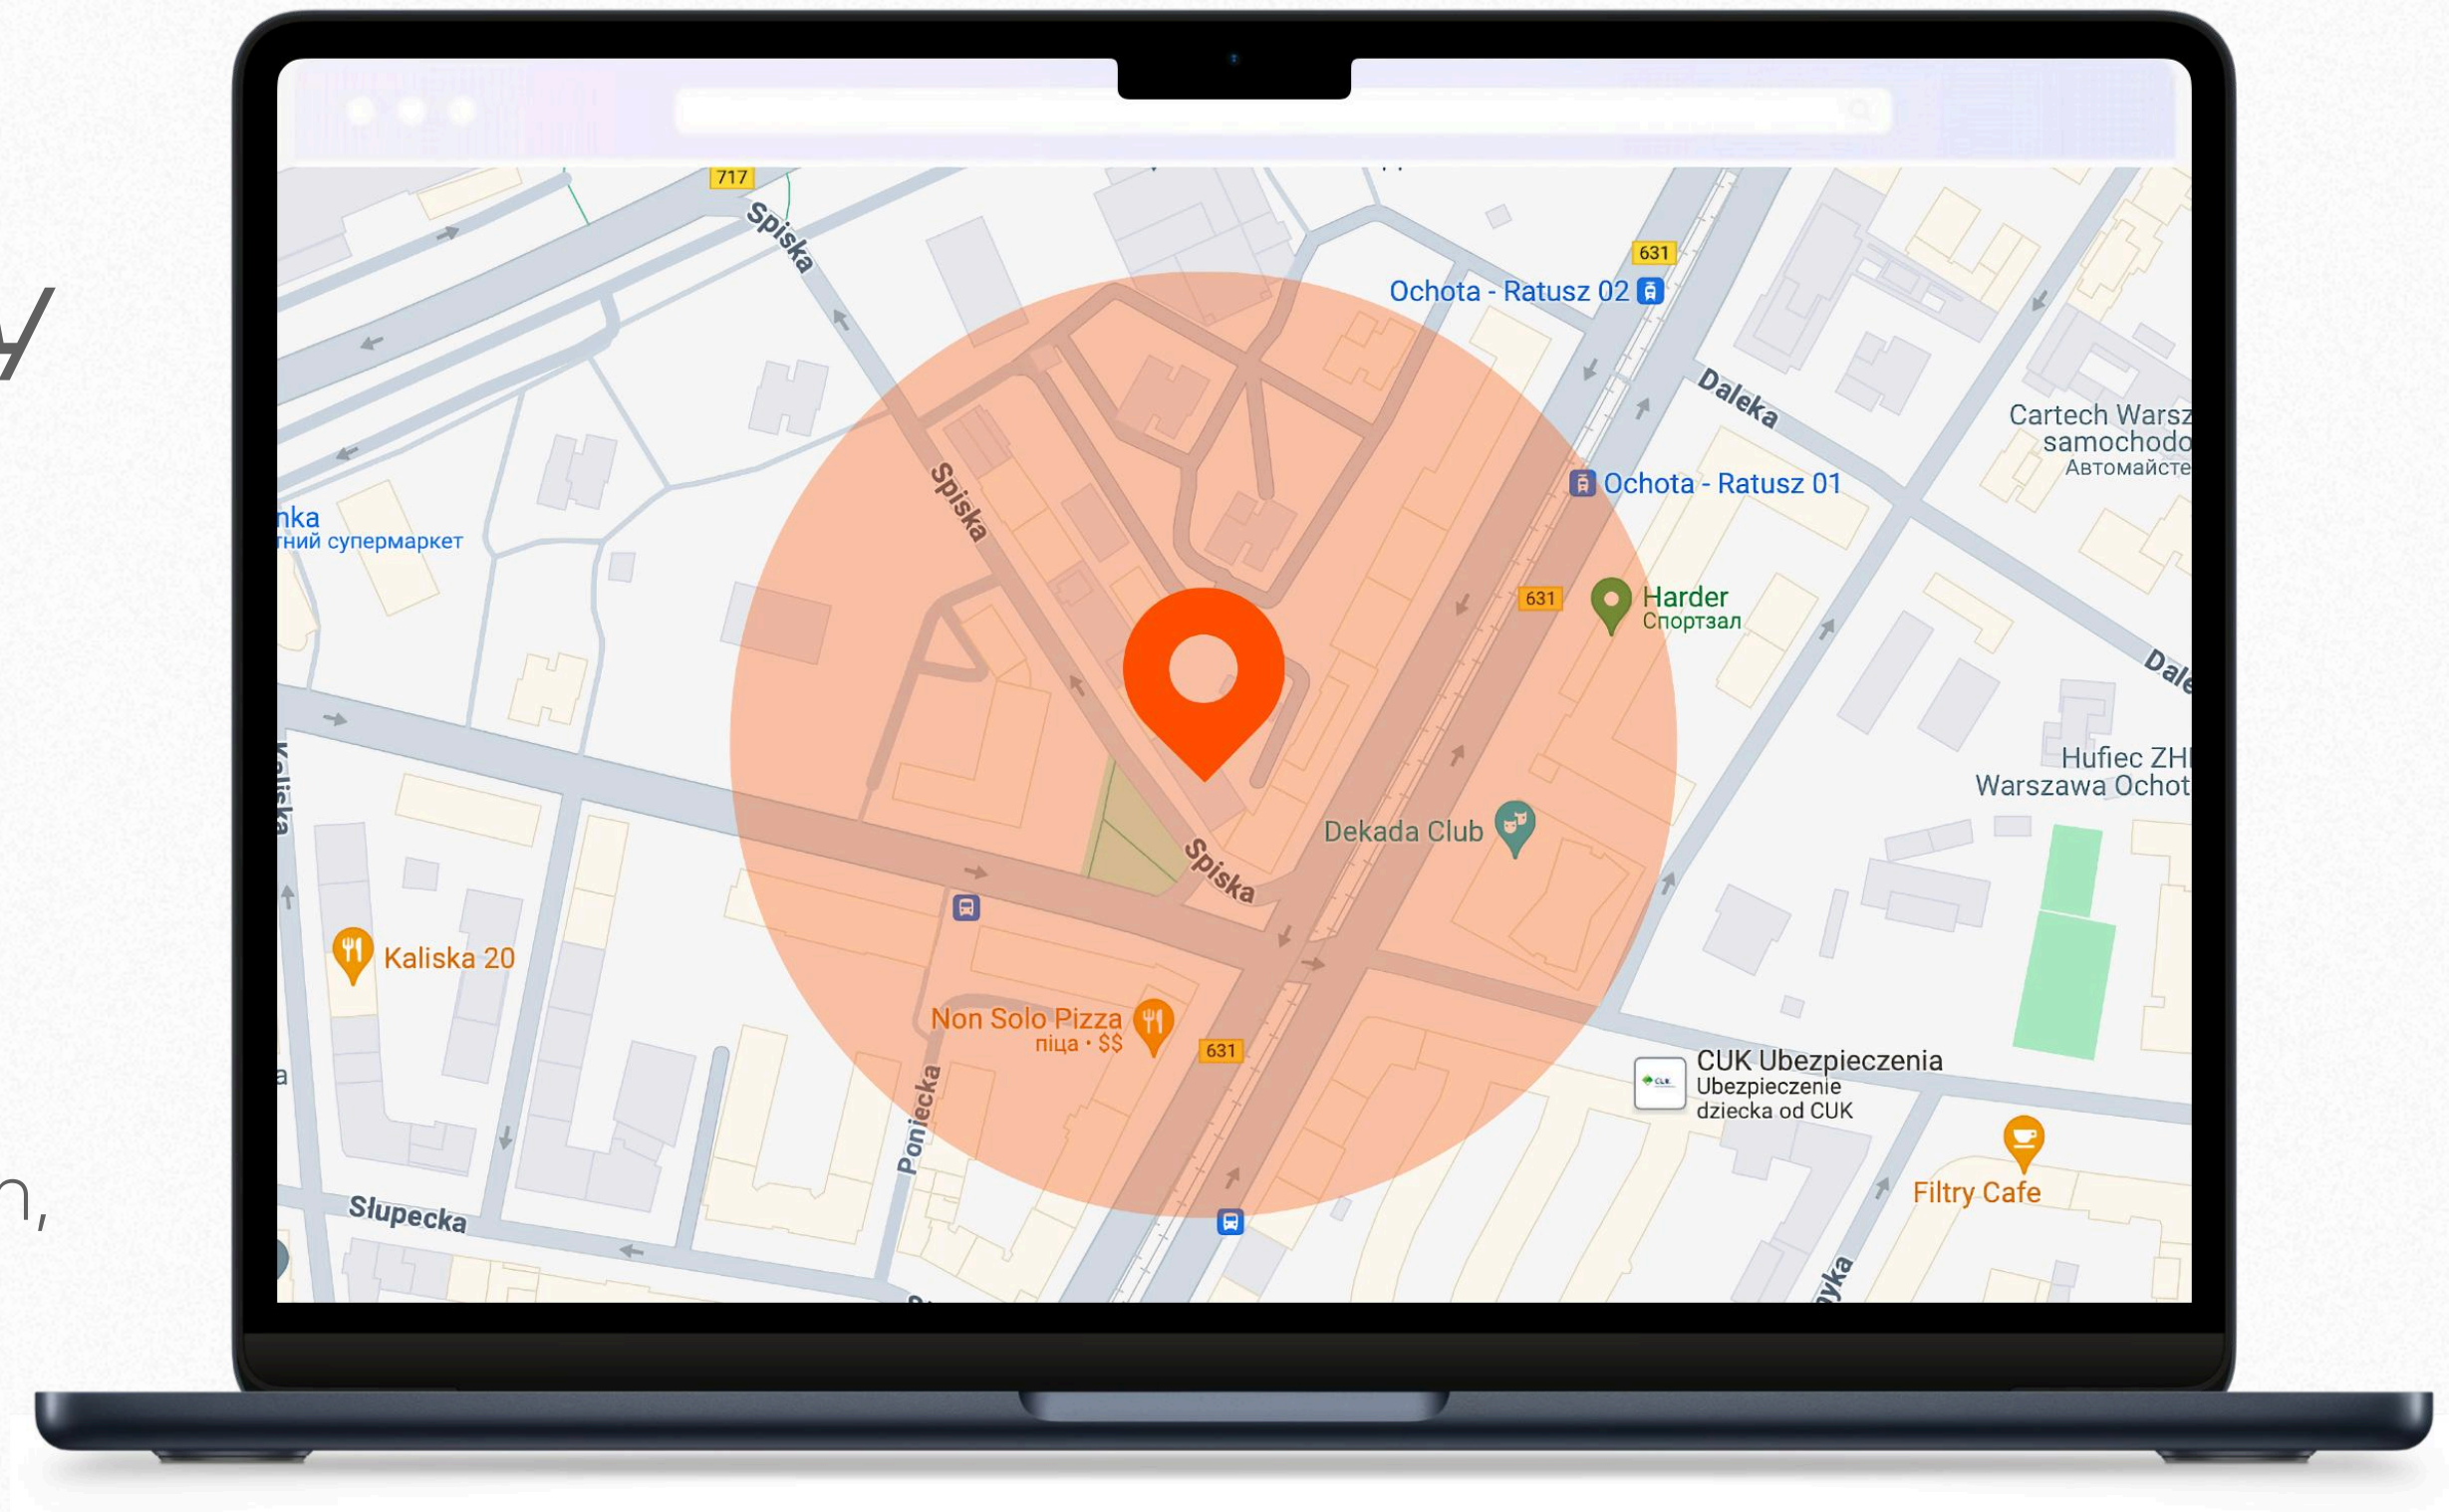 717
Spiska
631
Ochota - Ratusz 02
Daleka
Cartech Warsz
samochodo
Автомайсте
Spiska
Ochota - Ratusz 01
nka
тний супермаркет
631
Harder
Спортзал
Dale
Kaliska
Hufiec ZH
Warszawa Ochot
Dekada Club
Spiska
Kaliska 20
Non Solo Pizza
піца · $$
631
CUK Ubezpieczenia
Ubezpieczenie
dziecka od CUK
a
Poniecka
Filtry Cafe
n,
Słupecka
yka